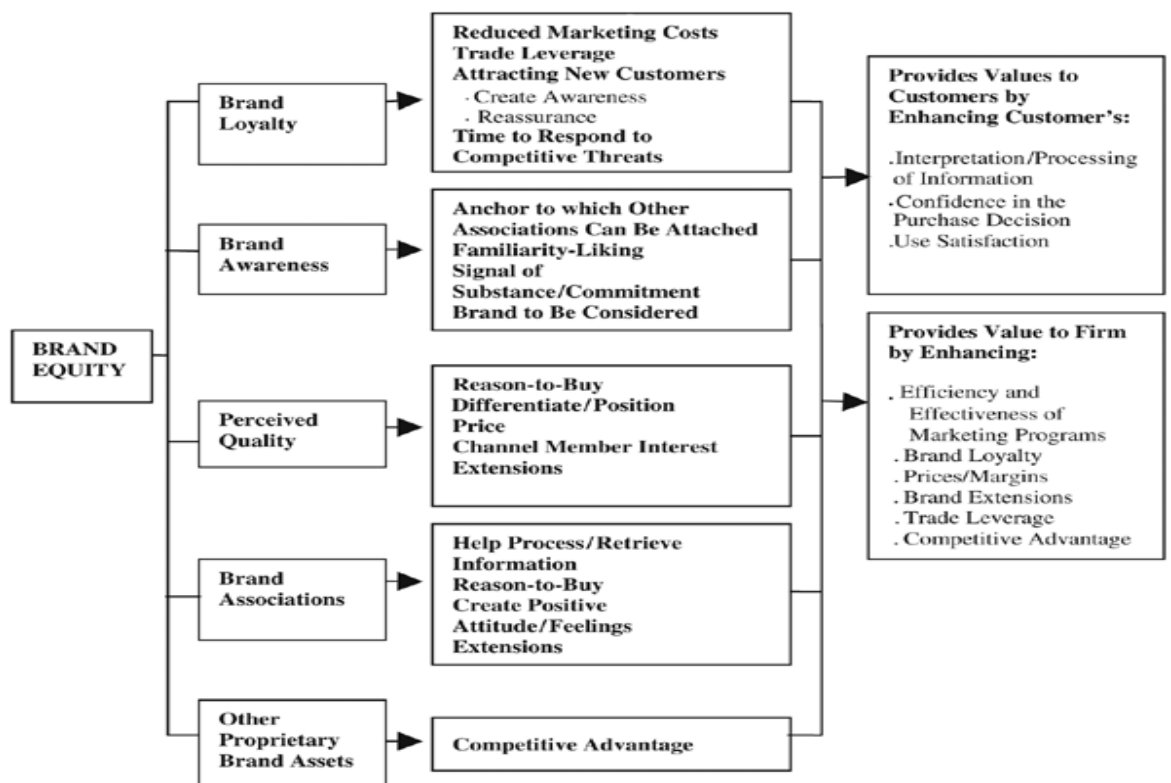 BRAND
EQUITY
Brand
Loyalty
Reduced Marketing Costs
Trade Leverage
Attracting New Customers
. Create Awareness
. Reassurance
Time to Respond to
Competitive Threats
Brand
Awareness
Anchor to which Other
Associations Can Be Attached
Familiarity-Liking
Signal of
Substance/Commitment
Brand to Be Considered
Perceived
Quality
Reason-to-Buy
Differentiate/Position
Price
Channel Member Interest
Extensions
Brand
Associations
Help Process/Retrieve
Information
Reason-to-Buy
Create Positive
Attitude/Feelings
Extensions
Other
Proprietary
Brand Assets
Competitive Advantage
Provides Values to
Customers by
Enhancing Customer's:
.Interpretation/Processing
of Information
.Confidence in the
Purchase Decision
.Use Satisfaction
Provides Value to Firm
by Enhancing:
. Efficiency and
Effectiveness of
Marketing Programs
. Brand Loyalty
. Prices/Margins
. Brand Extensions
. Trade Leverage
. Competitive Advantage